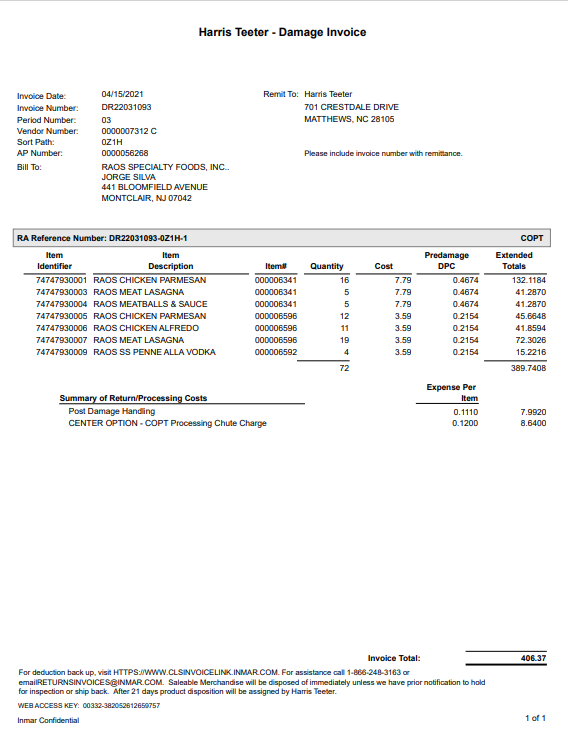 Harris Teeter - Damage Invoice
Invoice Date: 04/15/2021
Invoice Number: DR22031093
Period Number: 03
Vendor Number: 0000007312 C
Sort Path: 0Z1H
AP Number: 0000056268
Bill To: RAOS SPECIALTY FOODS, INC..
JORGE SILVA
441 BLOOMFIELD AVENUE
MONTCLAIR, NJ 07042
Remit To: Harris Teeter
701 CRESTDALE DRIVE
MATTHEWS, NC 28105
Please include invoice number with remittance.
RA Reference Number: DR22031093-0Z1H-1 COPT
Item Identifier Item Description Item# Quantity Cost Predamage DPC Extended Totals
74747930001 RAOS CHICKEN PARMESAN 000006341 16 7.79 0.4674 132.1184
74747930003 RAOS MEAT LASAGNA 000006341 5 7.79 0.4674 41.2870
74747930004 RAOS MEATBALLS & SAUCE 000006341 5 7.79 0.4674 41.2870
74747930005 RAOS CHICKEN PARMESAN 000006596 12 3.59 0.2154 45.6648
74747930006 RAOS CHICKEN ALFREDO 000006596 11 3.59 0.2154 41.8594
74747930007 RAOS MEAT LASAGNA 000006596 19 3.59 0.2154 72.3026
74747930009 RAOS SS PENNE ALLA VODKA 000006592 4 3.59 0.2154 15.2216
72 389.7408
Summary of Return/Processing Costs Expense Per Item
Post Damage Handling 0.1110 7.9920
CENTER OPTION - COPT Processing Chute Charge 0.1200 8.6400
Invoice Total: 406.37
For deduction back up, visit HTTPS://WWW.CLSINVOICELINK.INMAR.COM. For assistance call 1-866-248-3163 or
emailRETURNSINVOICES@INMAR.COM. Saleable Merchandise will be disposed of immediately unless we have prior notification to hold
for inspection or ship back. After 21 days product disposition will be assigned by Harris Teeter.
WEB ACCESS KEY: 00332-382052612659757
Inmar Confidential
1 of 1